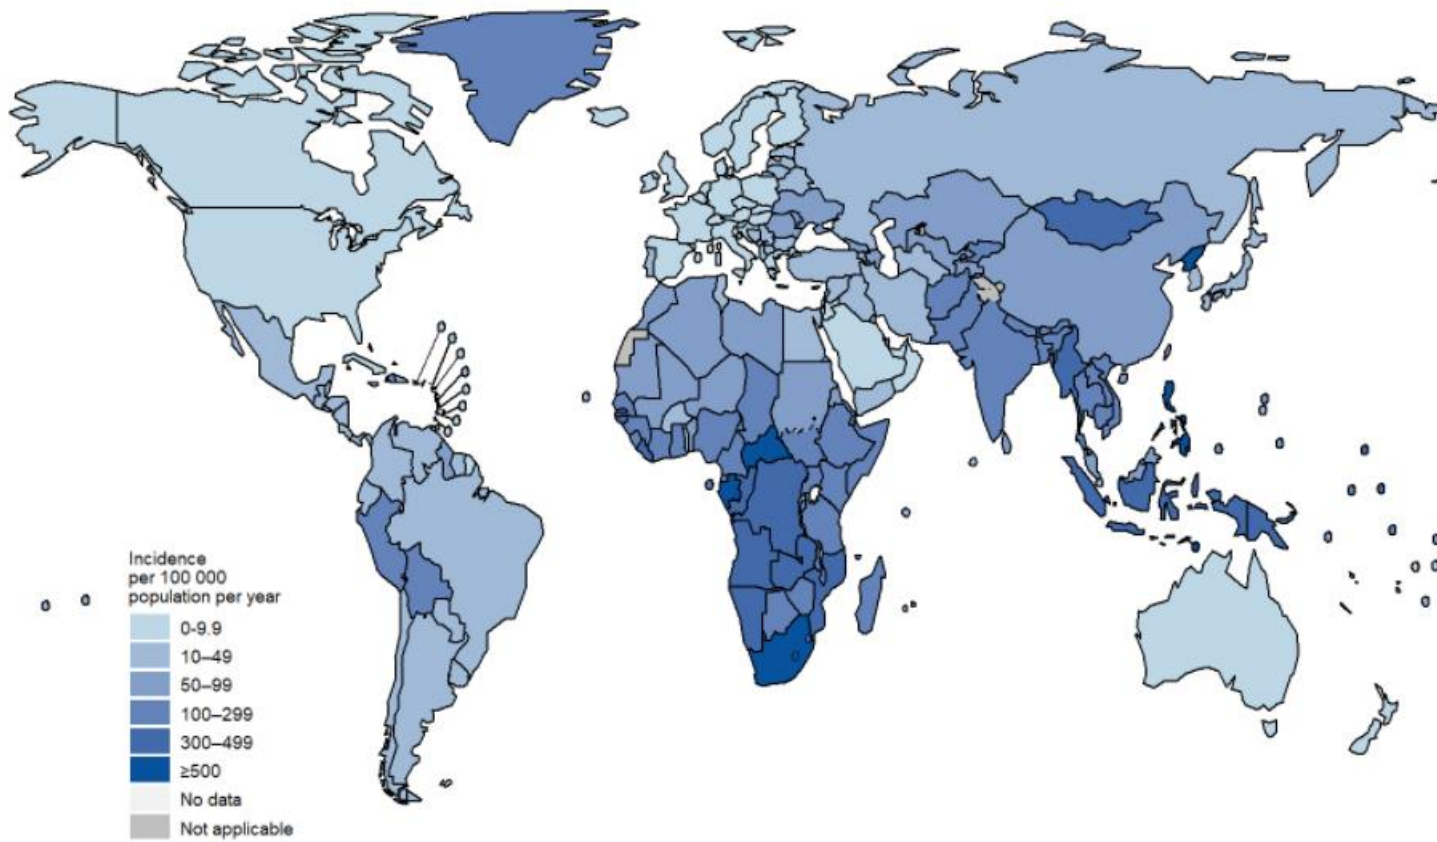 Incidence
per 100 000
population per year
0-9.9
10–49
50–99
100–299
300–499
≥500
No data
Not applicable